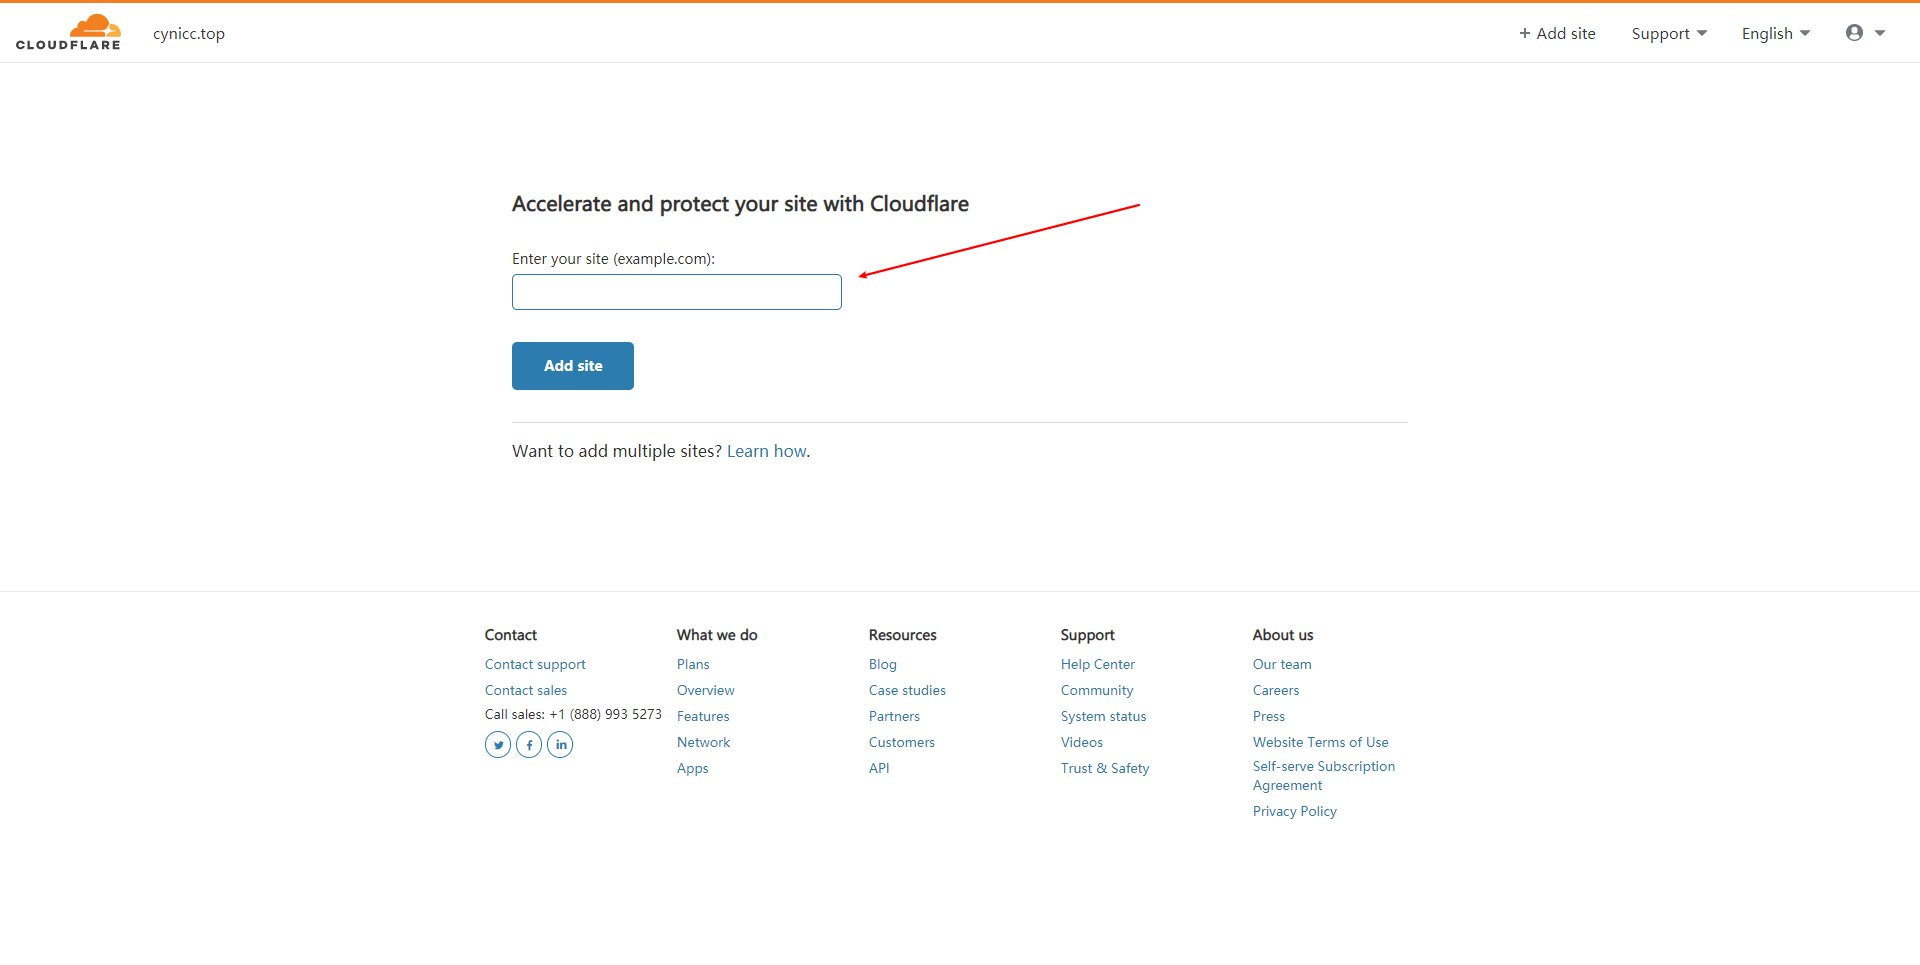 CLOUDFLARE
cynicc.top
+ Add site
Support
English
Accelerate and protect your site with Cloudflare
Enter your site (example.com):
Add site
Want to add multiple sites? Learn how.
Contact
Contact support
Contact sales
Call sales: +1 (888) 993 5273
What we do
Plans
Overview
Features
Network
Apps
Resources
Blog
Case studies
Partners
Customers
API
Support
Help Center
Community
System status
Videos
Trust & Safety
About us
Our team
Careers
Press
Website Terms of Use
Self-serve Subscription
Agreement
Privacy Policy